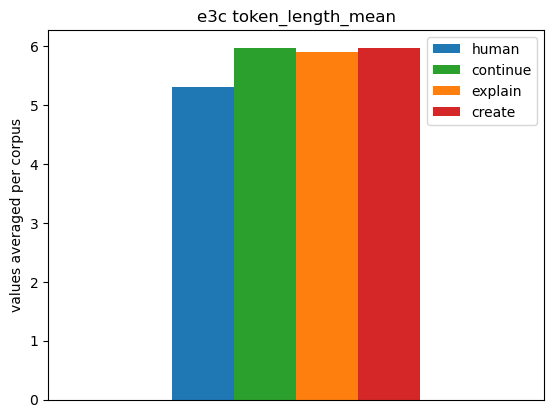 e3c token_length_mean
values averaged per corpus
6
5
4
3
2
1
0
human
continue
explain
create